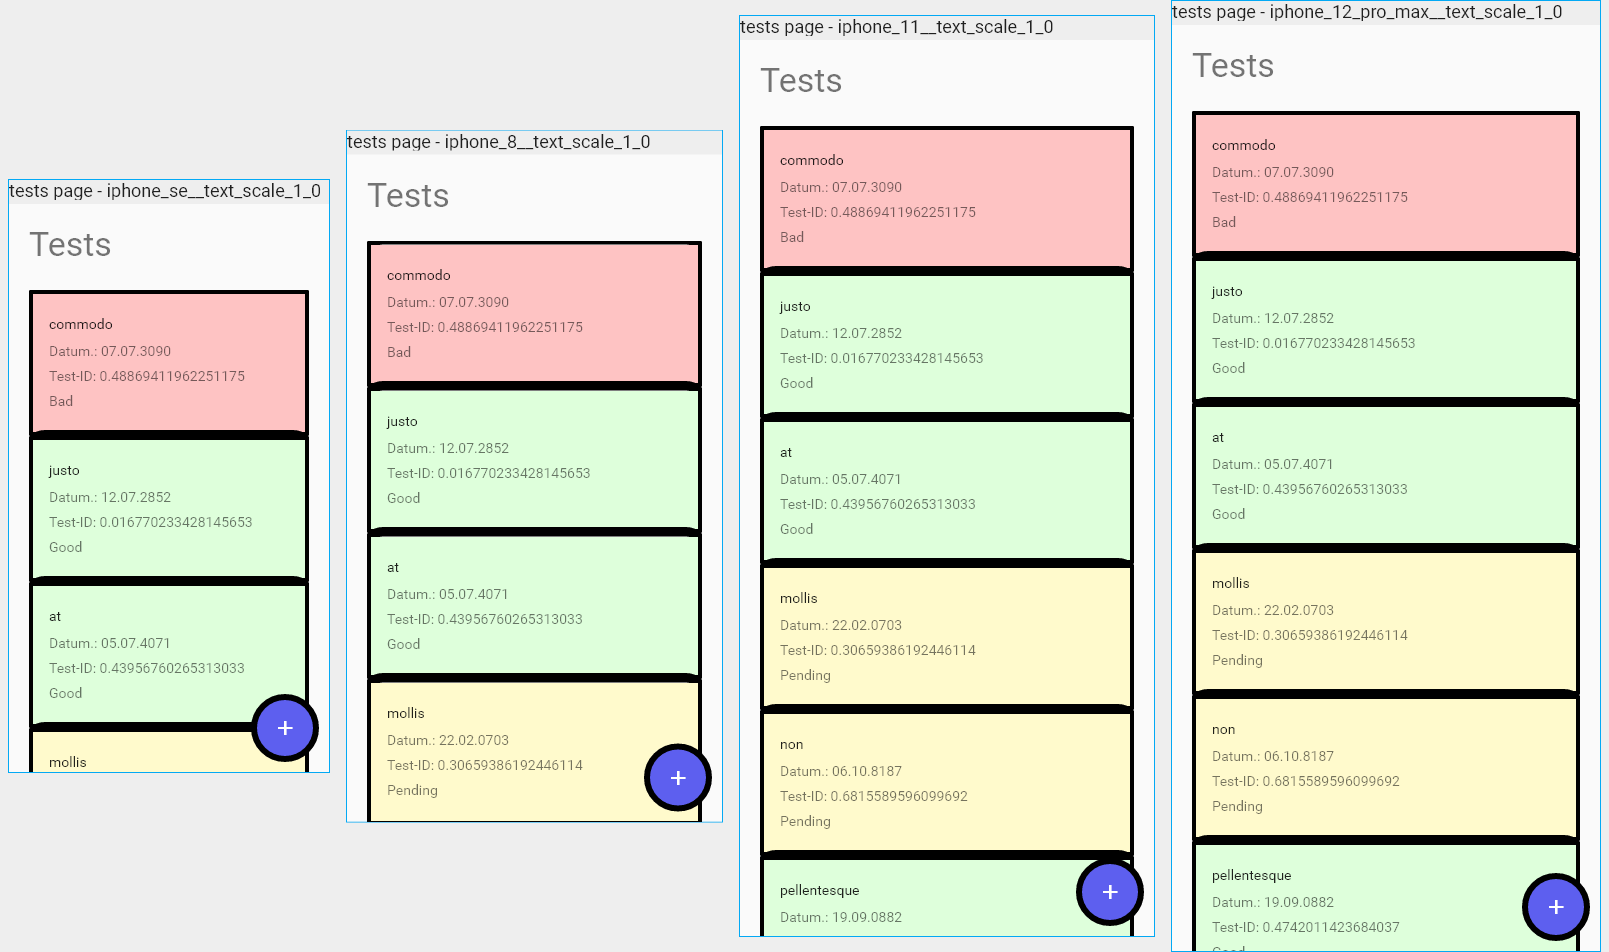 tests page - iphone_se__text_scale_1_0
Tests
commodo
Datum.: 07.07.3090
Test-ID: 0.48869411962251175
Bad
justo
Datum.: 12.07.2852
Test-ID: 0.016770233428145653
Good
at
Datum.: 05.07.4071
Test-ID: 0.43956760265313033
Good
mollis
+
tests page - iphone_8__text_scale_1_0
Tests
commodo
Datum.: 07.07.3090
Test-ID: 0.48869411962251175
Bad
justo
Datum.: 12.07.2852
Test-ID: 0.016770233428145653
Good
at
Datum.: 05.07.4071
Test-ID: 0.43956760265313033
Good
mollis
Datum.: 22.02.0703
Test-ID: 0.30659386192446114
Pending
+
tests page - iphone_11__text_scale_1_0
Tests
commodo
Datum.: 07.07.3090
Test-ID: 0.48869411962251175
Bad
justo
Datum.: 12.07.2852
Test-ID: 0.016770233428145653
Good
at
Datum.: 05.07.4071
Test-ID: 0.43956760265313033
Good
mollis
Datum.: 22.02.0703
Test-ID: 0.30659386192446114
Pending
non
Datum.: 06.10.8187
Test-ID: 0.6815589596099692
Pending
pellentesque
Datum.: 19.09.0882
+
tests page - iphone_12_pro_max__text_scale_1_0
Tests
commodo
Datum.: 07.07.3090
Test-ID: 0.48869411962251175
Bad
justo
Datum.: 12.07.2852
Test-ID: 0.016770233428145653
Good
at
Datum.: 05.07.4071
Test-ID: 0.43956760265313033
Good
mollis
Datum.: 22.02.0703
Test-ID: 0.30659386192446114
Pending
non
Datum.: 06.10.8187
Test-ID: 0.6815589596099692
Pending
pellentesque
Datum.: 19.09.0882
Test-ID: 0.4742011423684037
Good
+